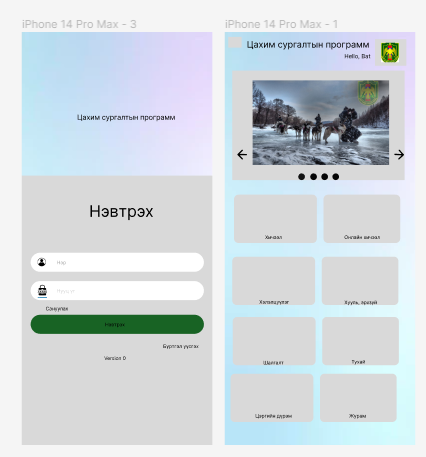 iPhone 14 Pro Max - 3
Цахим сургалтын программ
Нэвтрэх
Нэр
Нууц үг
Сануулах
Нэвтрэх
Бүртгэл үүсгэх
Version 0
iPhone 14 Pro Max - 1
Цахим сургалтын программ
Hello, Bat
Хичээл
Онлайн хичээл
Хэлэлцүүлэг
Хууль, эрхзүй
Шалгалт
Тухай
Цэргийн дүрэм
Журам